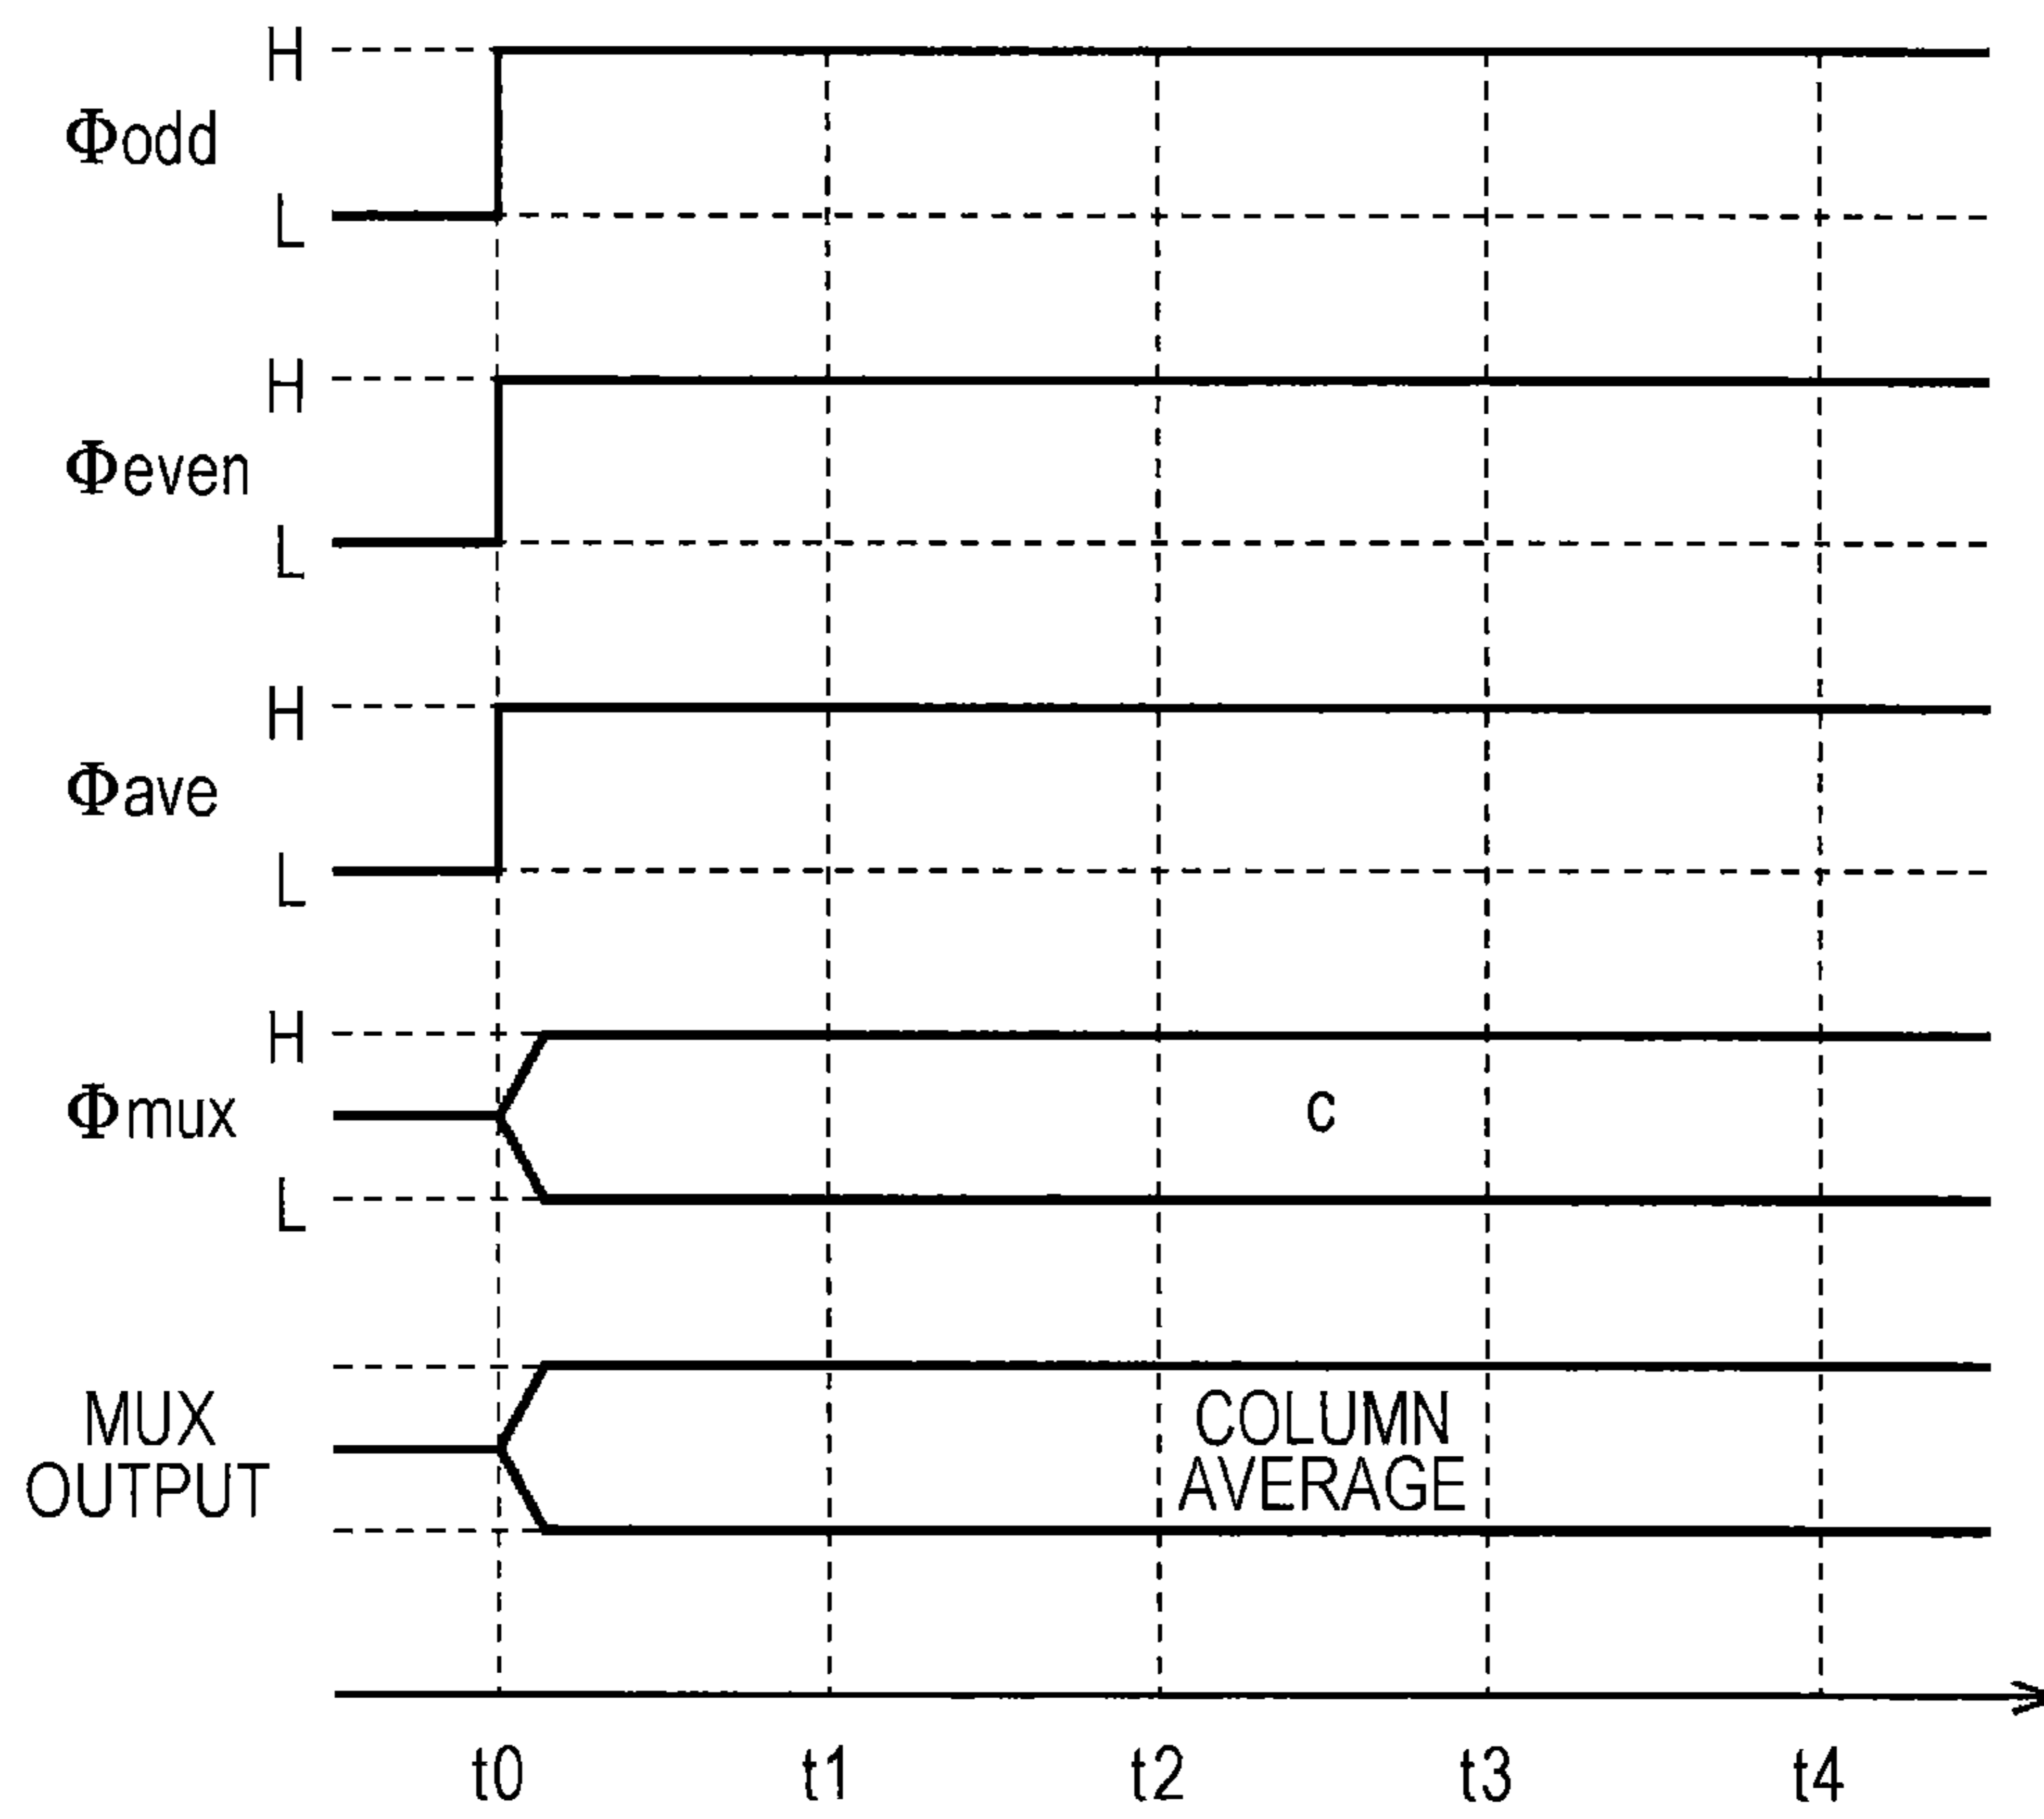 H
Φodd
L
H
Φeven
L
H
Φave
L
H
Φmux
c
L
MUX
OUTPUT
COLUMN
AVERAGE
t0 t1 t2 t3 t4